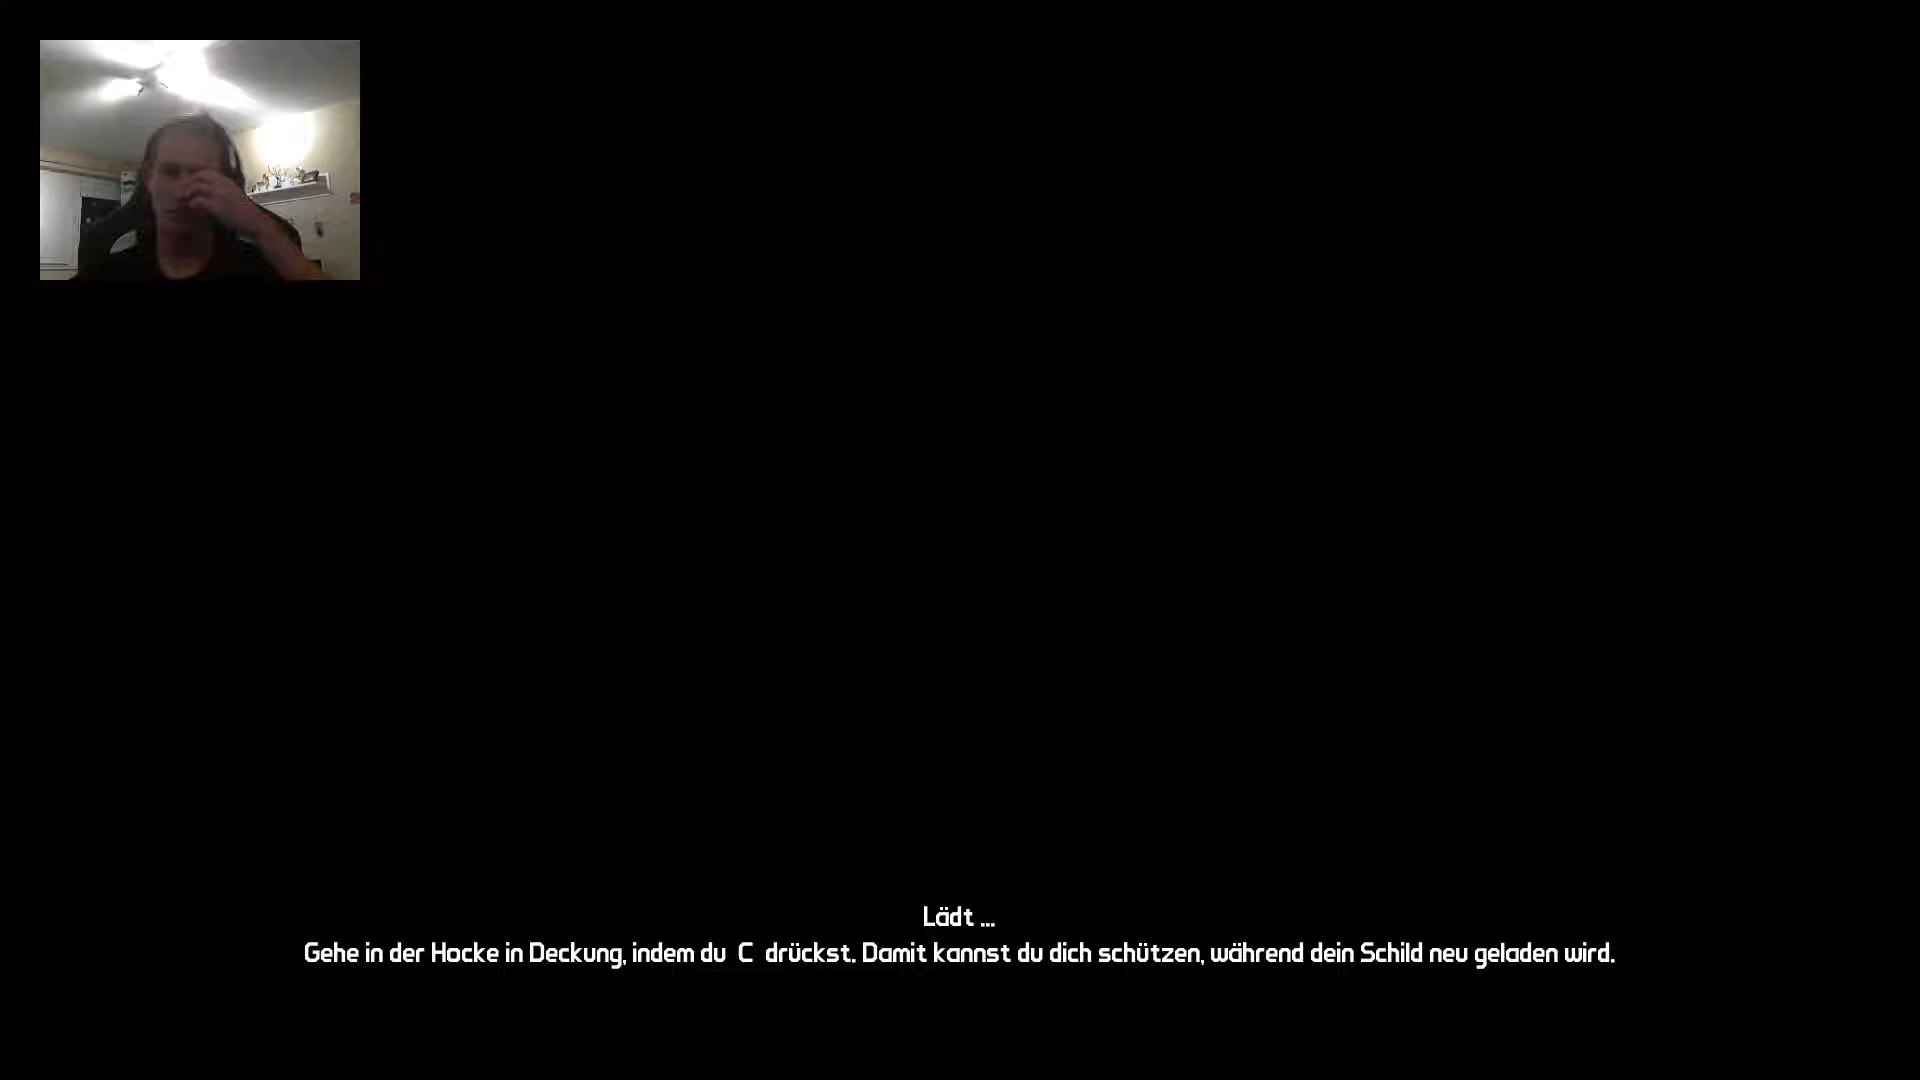 Lädt ...
Gehe in der Hocke in Deckung, indem du C drückst. Damit kannst du dich schützen, während dein Schild neu geladen wird.